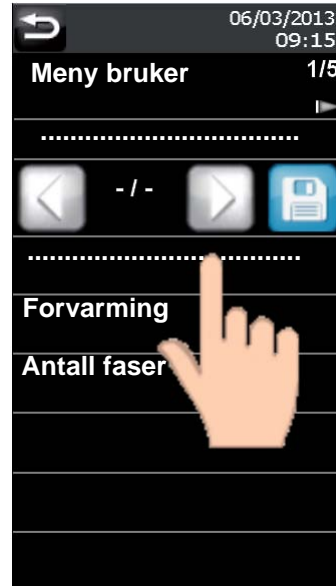 06/03/2013
09:15
Meny bruker 1/5
...................................
- / -
.....................................
Forvarming
Antall faser